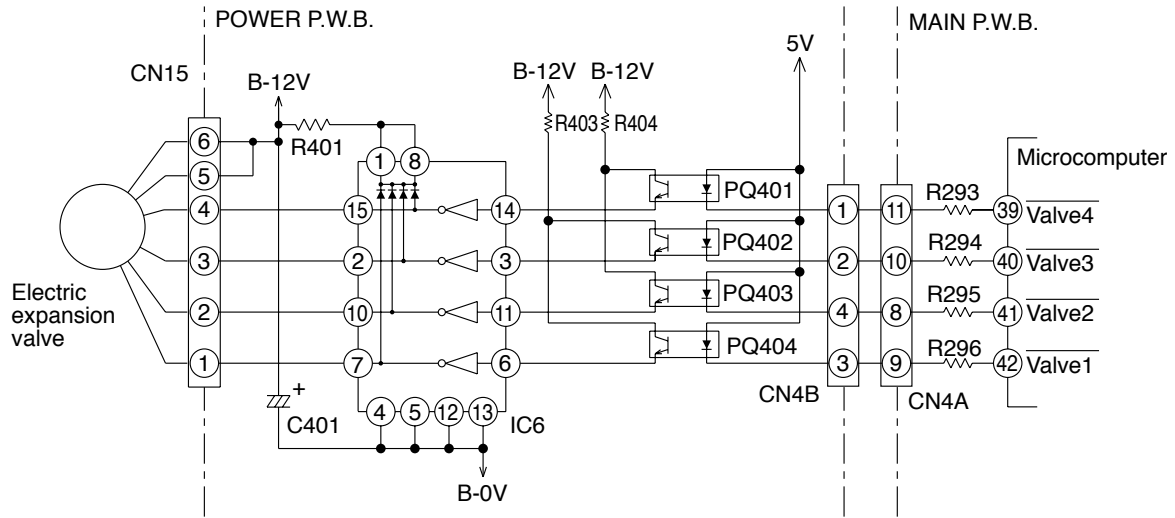 POWER P.W.B.
MAIN P.W.B.
CN15
B-12V
B-12V
B-12V
5V
R401
R403
R404
Microcomputer
6
5
4
3
2
1
1
8
15
14
2
3
10
11
7
6
4
5
12
13
PQ401
PQ402
PQ403
PQ404
1
2
4
3
11
10
8
9
R293
R294
R295
R296
39
Valve4
40
Valve3
41
Valve2
42
Valve1
Electric
expansion
valve
+
C401
IC6
CN4B
CN4A
B-0V